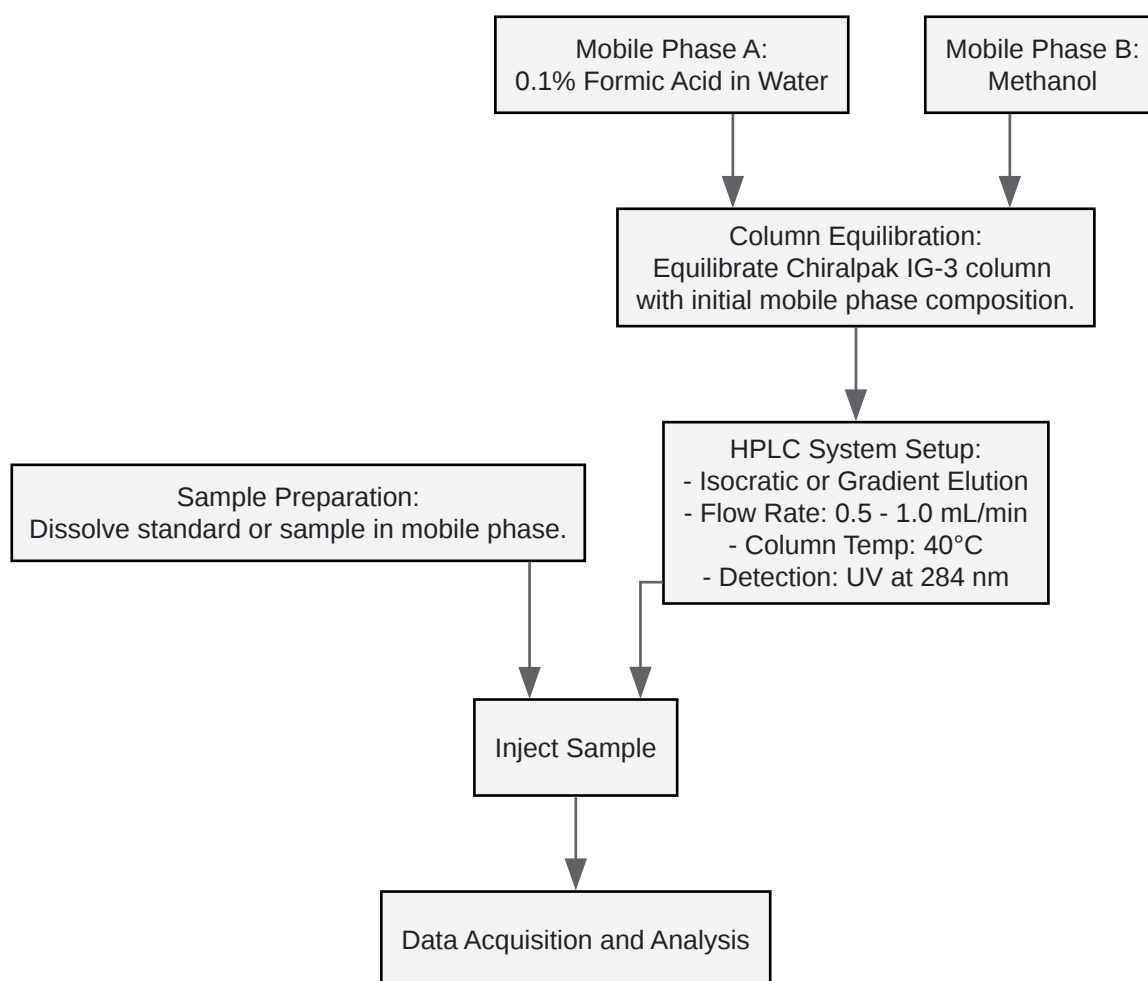 Mobile Phase A:
0.1% Formic Acid in Water
Mobile Phase B:
Methanol
Column Equilibration:
Equilibrate Chiralpak IG-3 column
with initial mobile phase composition.
HPLC System Setup:
- Isocratic or Gradient Elution
- Flow Rate: 0.5 - 1.0 mL/min
- Column Temp: 40°C
- Detection: UV at 284 nm
Sample Preparation:
Dissolve standard or sample in mobile phase.
Inject Sample
Data Acquisition and Analysis